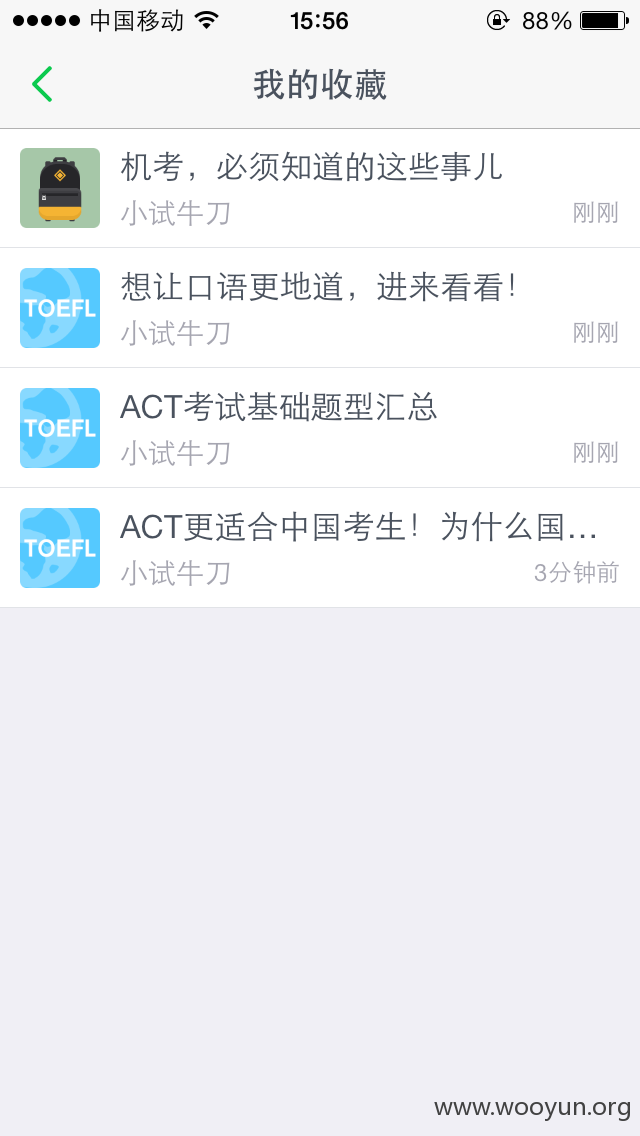 中国移动 15:56 88%
我的收藏
机考，必须知道的这些事儿
小试牛刀 刚刚
TOEFL 想让口语更地道，进来看看！
小试牛刀 刚刚
TOEFL ACT考试基础题型汇总
小试牛刀 刚刚
TOEFL ACT更适合中国考生！为什么国...
小试牛刀 3分钟前
www.wooyun.org